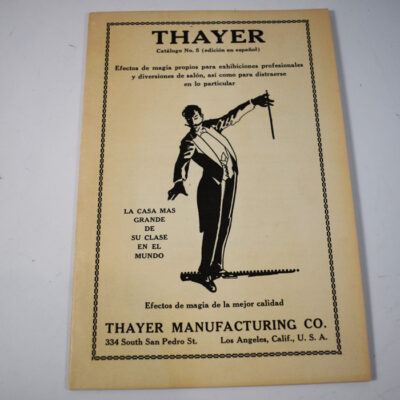 THAYER
Catálogo No. 8 (edición en español)
Efectos de magia propios para exhibiciones profesionales
y diversiones de salón, así como para distraerse
en lo particular
LA CASA MAS
GRANDE
DE
SU CLASE
EN EL
MUNDO
Efectos de magia de la mejor calidad
THAYER MANUFACTURING CO.
334 South San Pedro St. Los Angeles, Calif., U. S. A.